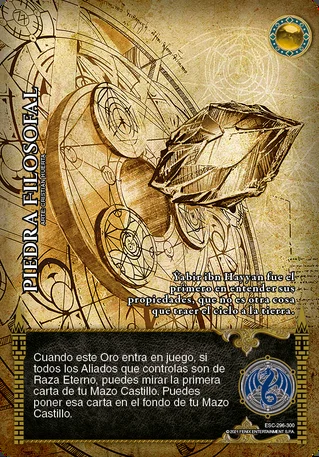 PIEDRA FILOSOFAL
Yabir ibn Hayyan fue el
primero en entender sus
propiedades, que no es otra cosa
que traer el cielo a la tierra.
Cuando este Oro entra en juego, si
todos los Aliados que controlas son de
Raza Eterno, puedes mirar la primera
carta de tu Mazo Castillo. Puedes
poner esa carta en el fondo de tu Mazo
Castillo.
ESC-296-300
©2021 FENIX ENTERTAINMENT S.P.A.